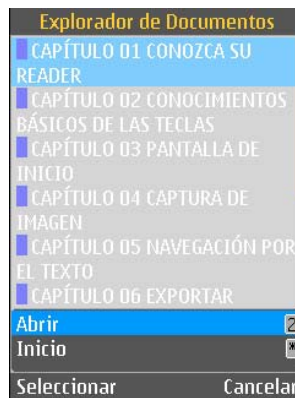 Explorador de Documentos
CAPÍTULO 01 CONOZCA SU
READER
CAPÍTULO 02 CONOCIMIENTOS
BÁSICOS DE LAS TECLAS
CAPÍTULO 03 PANTALLA DE
INICIO
CAPÍTULO 04 CAPTURA DE
IMAGEN
CAPÍTULO 05 NAVEGACIÓN POR
EL TEXTO
CAPÍTULO 06 EXPORTAR
Abrir 2
Inicio *
Seleccionar Cancelar